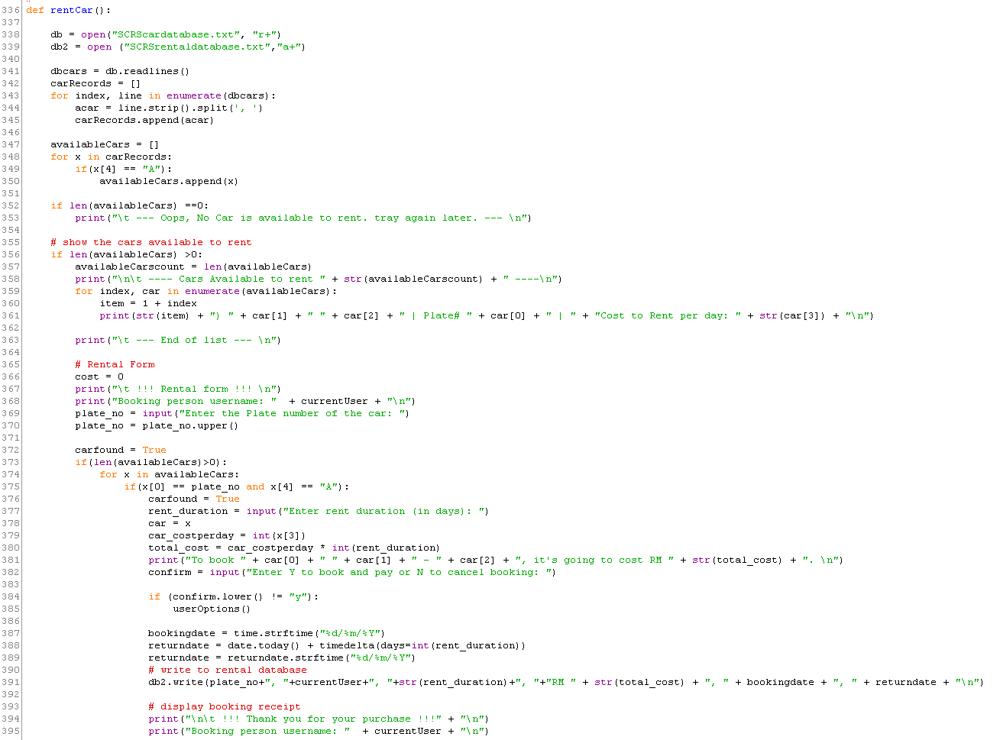 336 def rentCar():
337
338     db = open("SCRScardatabase.txt", "r+")
339     db2 = open ("SCRSrentaldatabase.txt","a+")
340
341     dbcars = db.readlines()
342     carRecords = []
343     for index, line in enumerate(dbcars):
344         acar = line.strip().split(', ')
345         carRecords.append(acar)
346
347     availableCars = []
348     for x in carRecords:
349         if(x[4] == "A"):
350             availableCars.append(x)
351
352     if len(availableCars) ==0:
353         print("\t --- Oops, No Car is available to rent. tray again later. --- \n")
354
355     # show the cars available to rent
356     if len(availableCars) >0:
357         availableCarscount = len(availableCars)
358         print("\n\t ---- Cars Available to rent " + str(availableCarscount) + " ----\n")
359         for index, car in enumerate(availableCars):
360             item = 1 + index
361             print(str(item) + ") " + car[1] + " " + car[2] + " | Plate# " + car[0] + " | " + "Cost to Rent per day: " + str(car[3]) + "\n")
362
363         print("\t --- End of list --- \n")
364
365         # Rental Form
366         cost = 0
367         print("\t !!! Rental form !!! \n")
368         print("Booking person username: "  + currentUser + "\n")
369         plate_no = input("Enter the Plate number of the car: ")
370         plate_no = plate_no.upper()
371
372         carfound = True
373         if(len(availableCars)>0):
374             for x in availableCars:
375                 if(x[0] == plate_no and x[4] == "A"):
376                     carfound = True
377                     rent_duration = input("Enter rent duration (in days): ")
378                     car = x
379                     car_costperday = int(x[3])
380                     total_cost = car_costperday * int(rent_duration)
381                     print("To book " + car[0] + " " + car[1] + " - " + car[2] + ", it's going to cost RM " + str(total_cost) + ". \n")
382                     confirm = input("Enter Y to book and pay or N to cancel booking: ")
383
384                     if (confirm.lower() != "y"):
385                         userOptions()
386
387                     bookingdate = time.strftime("%d/%m/%Y")
388                     returndate = date.today() + timedelta(days=int(rent_duration))
389                     returndate = returndate.strftime("%d/%m/%Y")
390                     # write to rental database
391                     db2.write(plate_no+", "+currentUser+", "+str(rent_duration)+", "+"RM " + str(total_cost) + ", " + bookingdate + ", " + returndate + "\n")
392
393                     # display booking receipt
394                     print("\n\t !!! Thank you for your purchase !!!" + "\n")
395                     print("Booking person username: "  + currentUser + "\n")